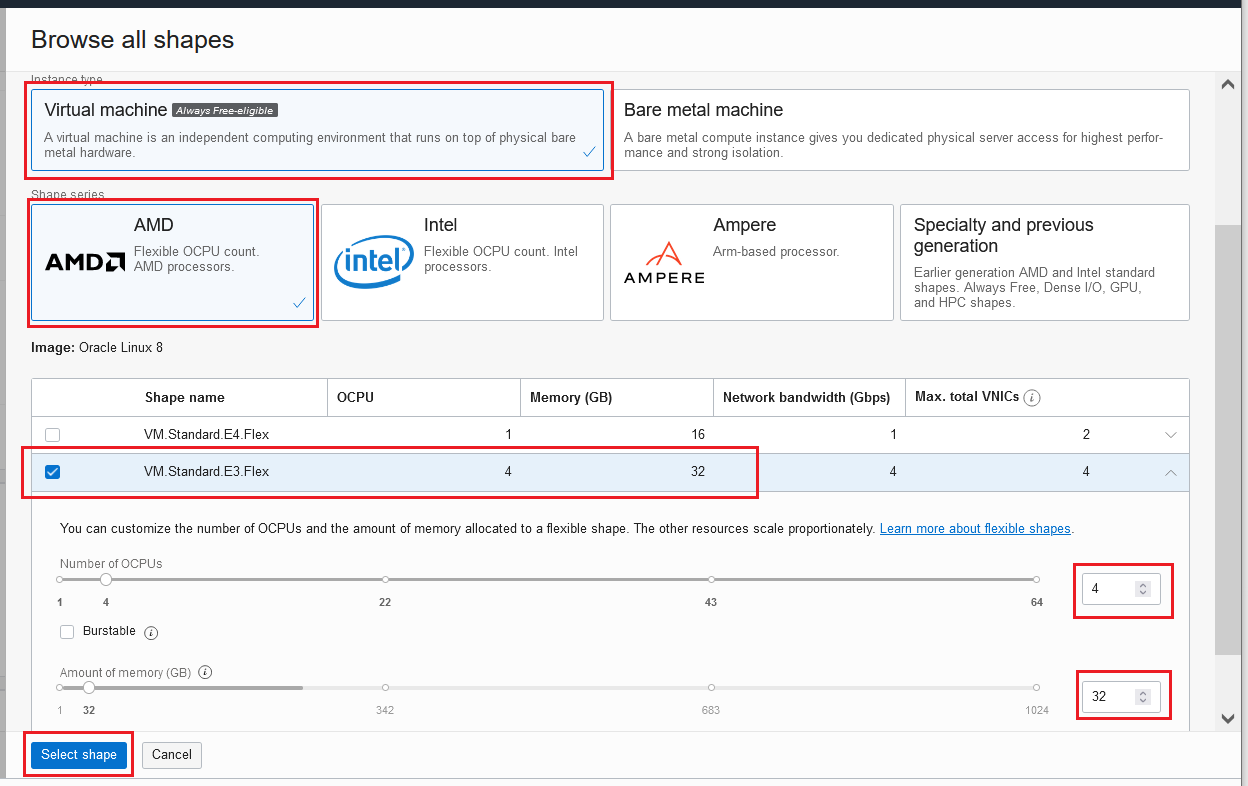 Browse all shapes
Instance type
Virtual machine Always Free-eligible
A virtual machine is an independent computing environment that runs on top of physical bare
metal hardware.
Bare metal machine
A bare metal compute instance gives you dedicated physical server access for highest perfor-
mance and strong isolation.
Shape series
AMD
AMD
Flexible OCPU count.
AMD processors.
Intel
intel
Flexible OCPU count. Intel
processors.
Ampere
AMPERE
Arm-based processor.
Specialty and previous
generation
Earlier generation AMD and Intel standard
shapes. Always Free, Dense I/O, GPU,
and HPC shapes.
Image: Oracle Linux 8
Shape name OCPU Memory (GB) Network bandwidth (Gbps) Max. total VNICs i
VM.Standard.E4.Flex 1 16 1 2
VM.Standard.E3.Flex 4 32 4 4
You can customize the number of OCPUs and the amount of memory allocated to a flexible shape. The other resources scale proportionately. Learn more about flexible shapes.
Number of OCPUs
4
1 4 22 43 64
Burstable i
Amount of memory (GB) i
32
1 32 342 683 1024
Select shape Cancel